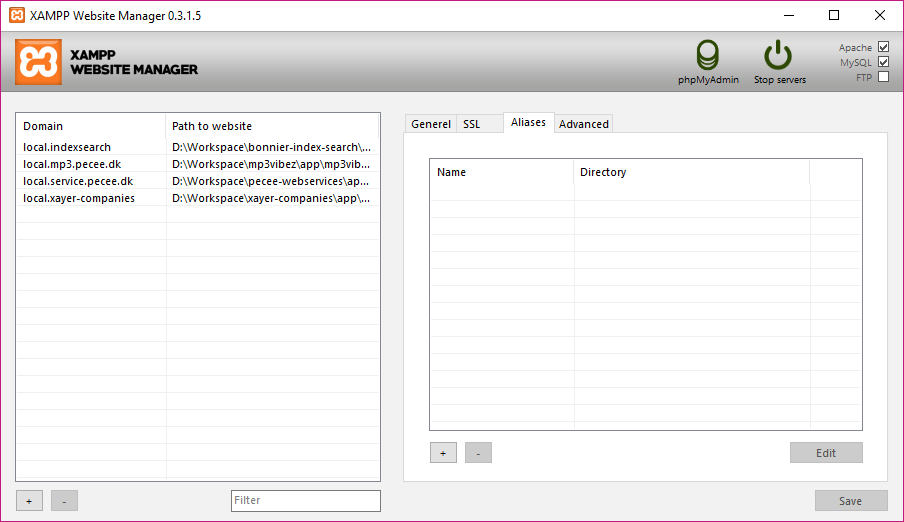 XAMPP Website Manager 0.3.1.5
XAMPP
WEBSITE MANAGER
phpMyAdmin
Stop servers
Apache
MySQL
FTP
Domain Path to website
local.indexsearch D:\Workspace\bonnier-index-search\...
local.mp3.pecee.dk D:\Workspace\mp3vibez\app\mp3vib...
local.service.pecee.dk D:\Workspace\pecee-webservices\ap...
local.xayer-companies D:\Workspace\xayer-companies\app\...
+ -
Filter
Generel SSL Aliases Advanced
Name Directory
+ -
Edit
Save